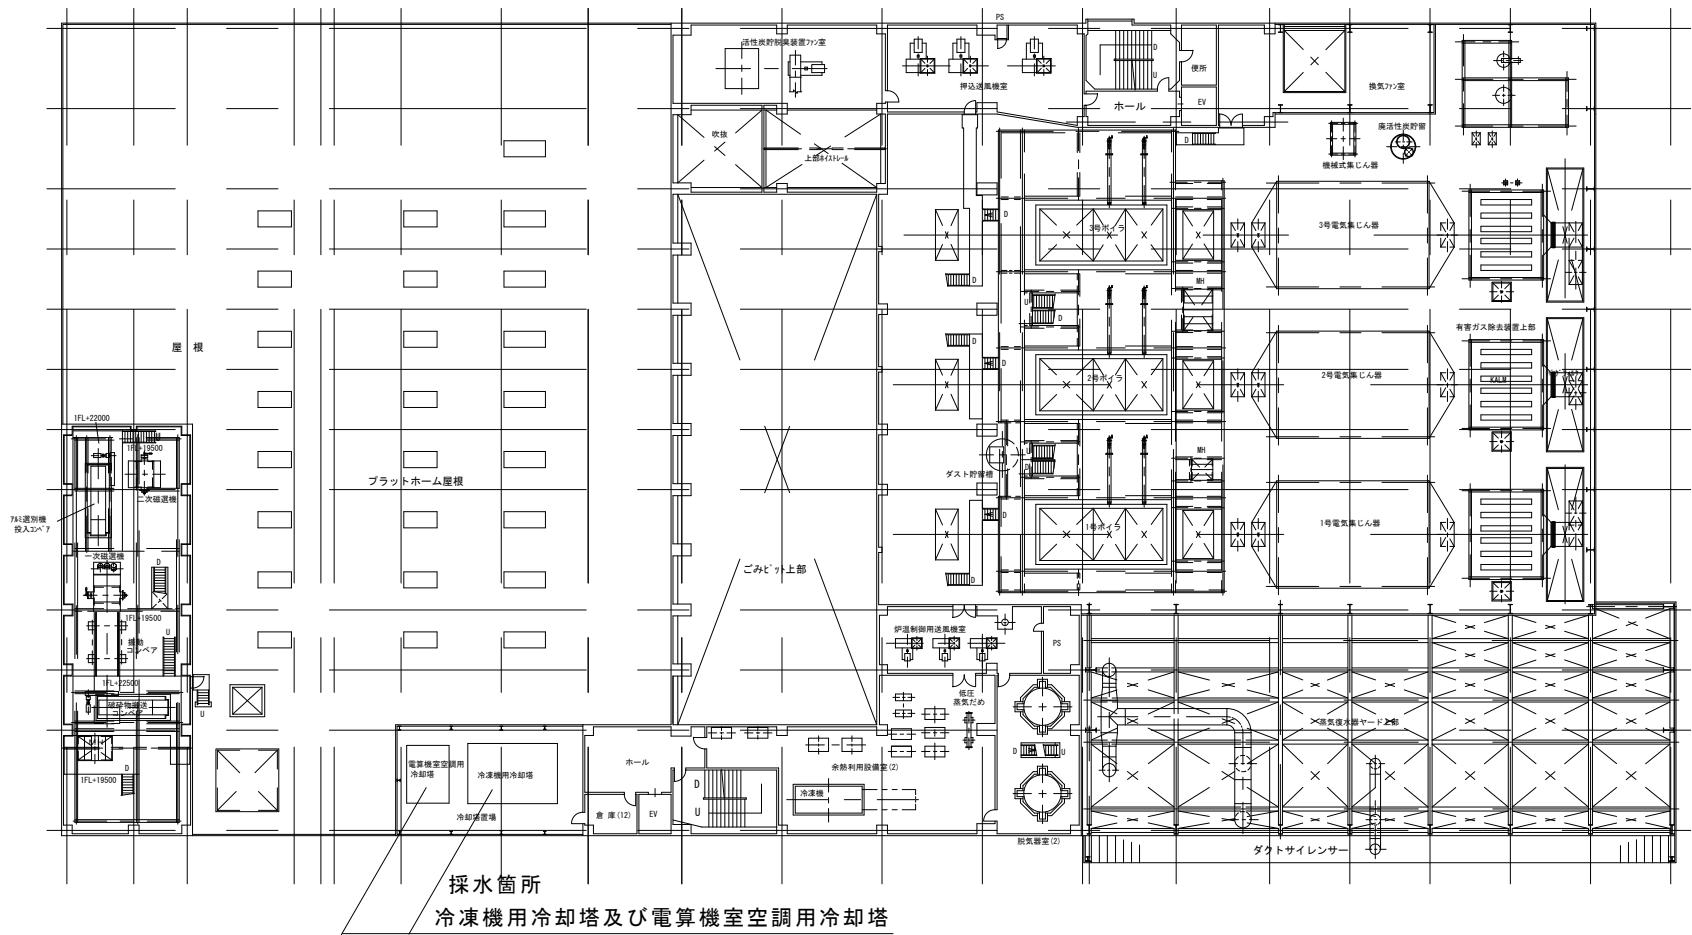 PS
活性炭貯脱臭装置ファン室
押込送風機室
D
U
便所
ホール
EV
換気ファン室
吹抜
上部ホイストレール
D
廃活性炭貯留
機械式集じん器
D
3号ボイラ
3号電気集じん器
D
MH
U
D
有害ガス除去装置上部
屋 根
D
D
2号ボイラ
2号電気集じん器
KALM
1FL+22000
U
1FL+19500
MH
U
D
ダスト貯留槽
プラットホーム屋根
二次磁選機
アルミ選別機
投入コンベア
D
1号ボイラ
1号電気集じん器
一次磁選機
D
ごみピット上部
D
1FL+19500
振動
コンベア
U
炉温制御用送風機室
PS
1FL+22500
破砕物搬送
コンベア
U
低圧
蒸気だめ
蒸気復水器ヤード上部
D
U
1FL+19500
D
電算機室空調用
冷却塔
冷凍機用冷却塔
冷却塔置場
ホール
倉 庫(12)
EV
D
U
余熱利用設備室(2)
冷凍機
脱気器室(2)
ダクトサイレンサー
採水箇所
冷凍機用冷却塔及び電算機室空調用冷却塔